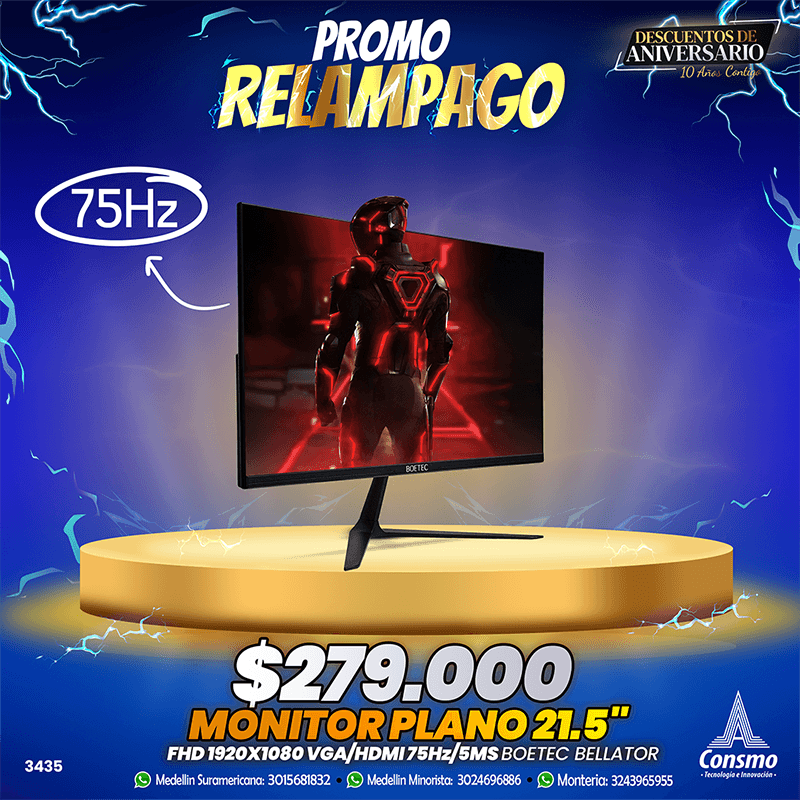 PROMO
RELAMPAGO
DESCUENTOS DE
ANIVERSARIO
10 Años Contigo
75Hz
BOETEC
$279.000
MONITOR PLANO 21.5"
FHD 1920X1080 VGA/HDMI 75Hz/5MS BOETEC BELLATOR
3435
Medellin Suramericana: 3015681832 • Medellin Minorista: 3024696886 • Monteria: 3243965955
Consmo
• Tecnología e Innovación •